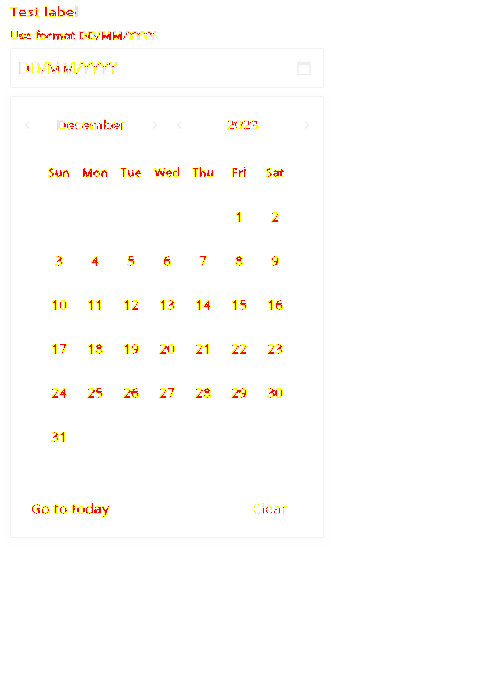 Test label
Use format DD/MM/YYYY
DD/MM/YYYY
December 2023
Sun Mon Tue Wed Thu Fri Sat
1 2
3 4 5 6 7 8 9
10 11 12 13 14 15 16
17 18 19 20 21 22 23
24 25 26 27 28 29 30
31
Go to today Clear